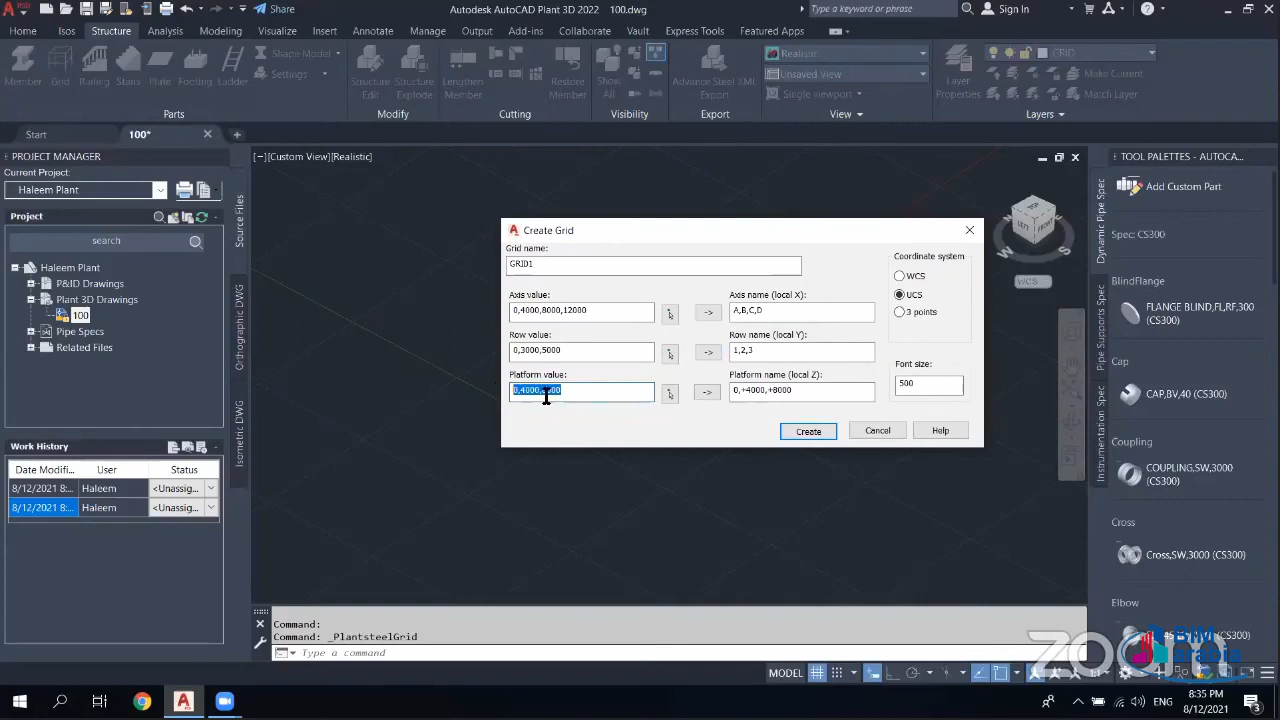 Share
Autodesk AutoCAD Plant 3D 2022 100.dwg
Type a keyword or phrase
Sign In
Home Isos Structure Analysis Modeling Visualize Insert Annotate Manage Output Add-ins Collaborate Vault Express Tools Featured Apps
Member Grid Railing Stairs Plate Footing Ladder
Shape Model
Settings
Structure Edit
Structure Explode
Lengthen Member
Restore Member
Show All
Advance Steel XML Export
Realistic
Unsaved View
Single viewport
Layer Properties
GRID
Make Current
Match Layer
Parts Modify Cutting Visibility Export View Layers
Start 100*
PROJECT MANAGER
Current Project:
Haleem Plant
Project
search
Haleem Plant
P&ID Drawings
Plant 3D Drawings
100
Pipe Specs
Related Files
Work History
Date Modifi... User Status
8/12/2021 8:... Haleem <Unassig...
8/12/2021 8:... Haleem <Unassig...
Source Files
Orthographic DWG
Isometric DWG
[−][Custom View][Realistic]
Create Grid
Grid name:
GRID1
Axis value:
0,4000,8000,12000
->
Axis name (local X):
A,B,C,D
Row value:
0,3000,5000
->
Row name (local Y):
1,2,3
Platform value:
->
Platform name (local Z):
0,+4000,+8000
Coordinate system
WCS
UCS
3 points
Font size:
500
Create Cancel Help
TOP
LEFT
FRONT
W
S
WCS
Command:
Command: _PlantsteelGrid
Type a command
MODEL
TOOL PALETTES - AUTOCA...
Dynamic Pipe Spec
Pipe Supports Spec
Instrumentation Spec
Add Custom Part
Spec: CS300
BlindFlange
FLANGE BLIND,FL,RF,300 (CS300)
Cap
CAP,BV,40 (CS300)
Coupling
COUPLING,SW,3000 (CS300)
Cross
Cross,SW,3000 (CS300)
Elbow
zoom
BIM arabia
ENG
8:35 PM
8/12/2021
3